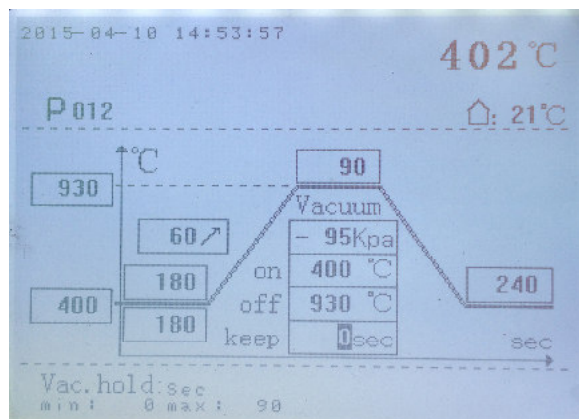 2015-04-10 14:53:57
402 °C
P 012
: 21°C
°C
90
930
Vacuum
60↗
- 95Kpa
180
on 400 °C
240
400
off 930 °C
180
keep 0sec
sec
Vac.hold:sec
min: 0 max: 90